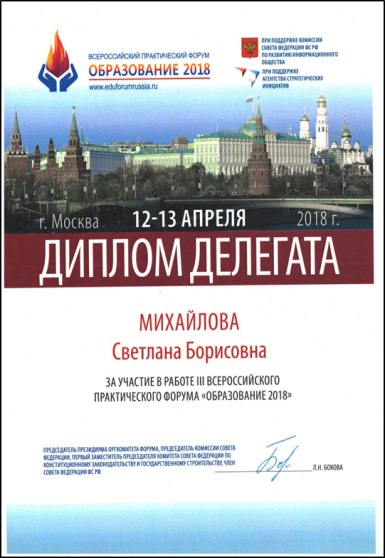 ВСЕРОССИЙСКИЙ ПРАКТИЧЕСКИЙ ФОРУМ
ОБРАЗОВАНИЕ 2018
www.eduforumrussia.ru
ПРИ ПОДДЕРЖКЕ КОМИССИИ
СОВЕТА ФЕДЕРАЦИИ ФС РФ
ПО РАЗВИТИЮ ИНФОРМАЦИОННОГО
ОБЩЕСТВА
ПРИ ПОДДЕРЖКЕ
АГЕНТСТВА СТРАТЕГИЧЕСКИХ
ИНИЦИАТИВ
г. Москва 12-13 АПРЕЛЯ 2018 г.
ДИПЛОМ ДЕЛЕГАТА
МИХАЙЛОВА
Светлана Борисовна
ЗА УЧАСТИЕ В РАБОТЕ III ВСЕРОССИЙСКОГО
ПРАКТИЧЕСКОГО ФОРУМА «ОБРАЗОВАНИЕ 2018»
ПРЕДСЕДАТЕЛЬ ПРЕЗИДИУМА ОРГКОМИТЕТА ФОРУМА, ПРЕДСЕДАТЕЛЬ КОМИССИИ СОВЕТА
ФЕДЕРАЦИИ, ПЕРВЫЙ ЗАМЕСТИТЕЛЬ ПРЕДСЕДАТЕЛЯ КОМИТЕТА СОВЕТА ФЕДЕРАЦИИ ПО
КОНСТИТУЦИОННОМУ ЗАКОНОДАТЕЛЬСТВУ И ГОСУДАРСТВЕННОМУ СТРОИТЕЛЬСТВУ, ЧЛЕН
СОВЕТА ФЕДЕРАЦИИ ФС РФ
Л.Н. БОКОВА